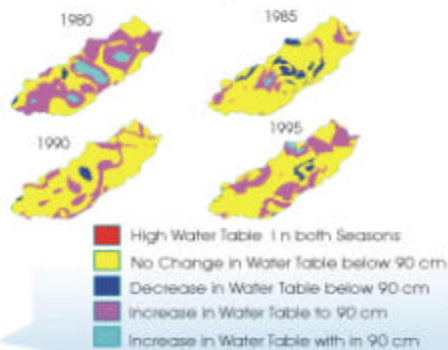 1980
1985
1990
1995
High Water Table I n both Seasons
No Change in Water Table below 90 cm
Decrease in Water Table below 90 cm
Increase in Water Table to 90 cm
Increase in Water Table with in 90 cm